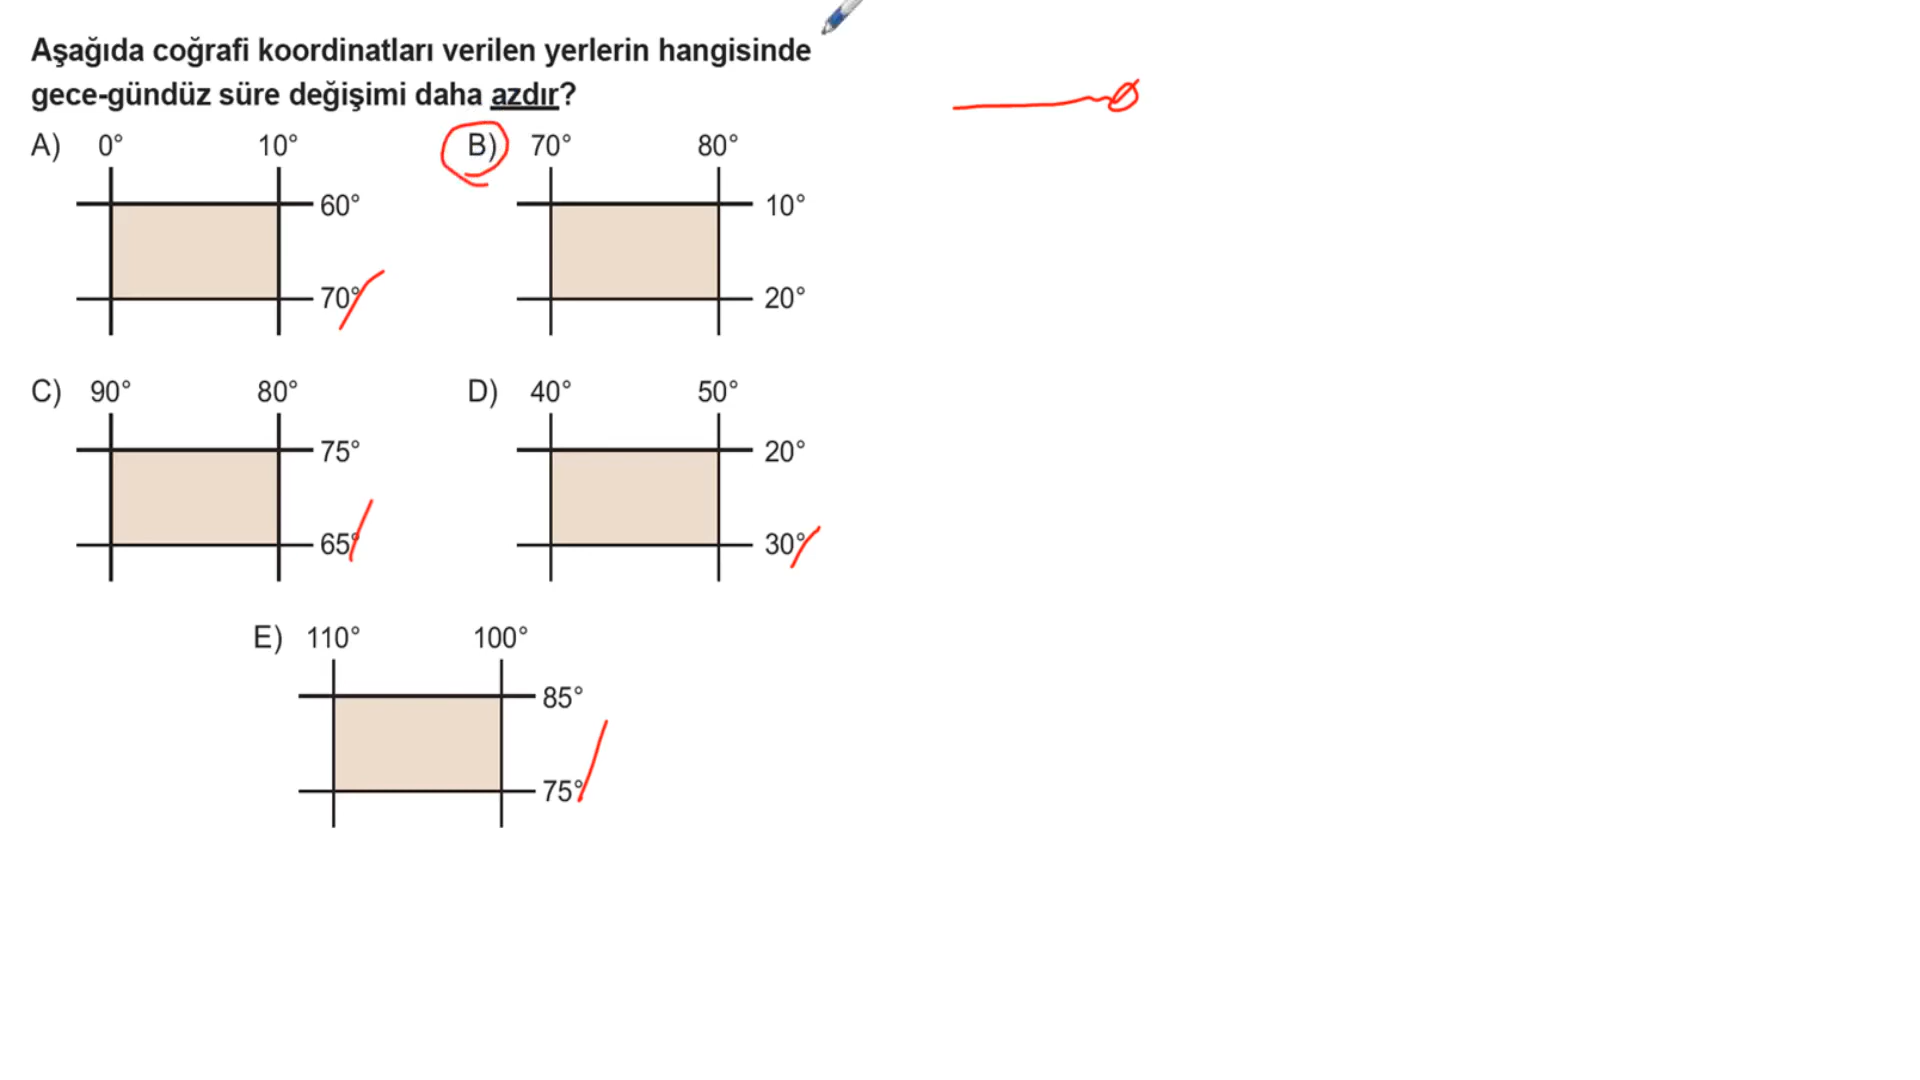 Aşağıda coğrafi koordinatları verilen yerlerin hangisinde
gece-gündüz süre değişimi daha azdır?
A) 0° 10°
60°
70°
B) 70° 80°
10°
20°
C) 90° 80°
75°
65°
D) 40° 50°
20°
30°
E) 110° 100°
85°
75°